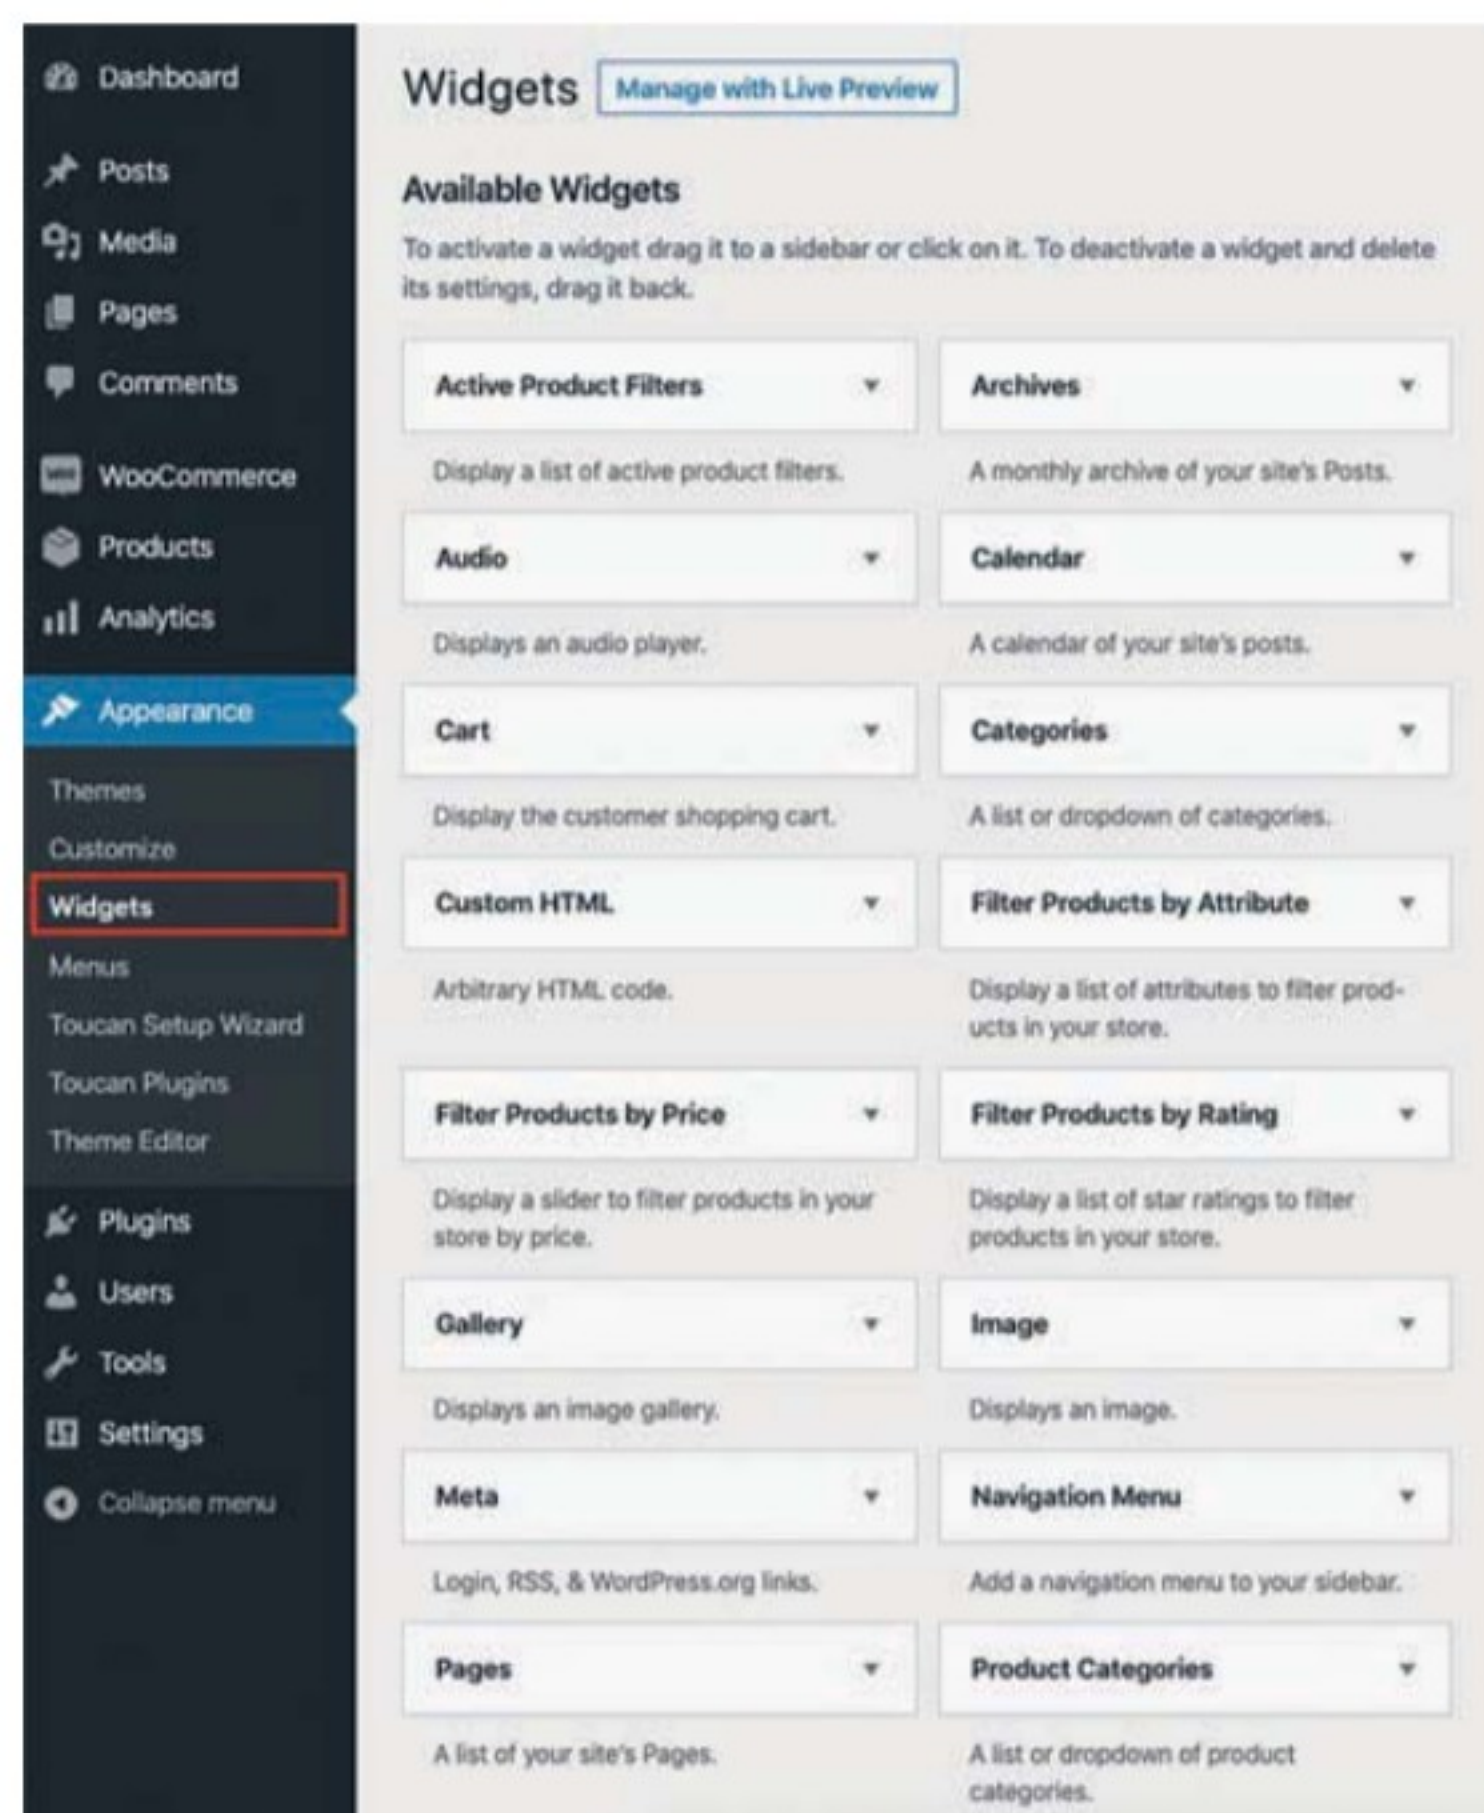 Dashboard
Posts
Media
Pages
Comments
WooCommerce
Products
Analytics
Appearance
Themes
Customize
Widgets
Menus
Toucan Setup Wizard
Toucan Plugins
Theme Editor
Plugins
Users
Tools
Settings
Collapse menu
Widgets Manage with Live Preview
Available Widgets
To activate a widget drag it to a sidebar or click on it. To deactivate a widget and delete
its settings, drag it back.
Active Product Filters
Display a list of active product filters.
Archives
A monthly archive of your site's Posts.
Audio
Displays an audio player.
Calendar
A calendar of your site's posts.
Cart
Display the customer shopping cart.
Categories
A list or dropdown of categories.
Custom HTML
Arbitrary HTML code.
Filter Products by Attribute
Display a list of attributes to filter prod-
ucts in your store.
Filter Products by Price
Display a slider to filter products in your
store by price.
Filter Products by Rating
Display a list of star ratings to filter
products in your store.
Gallery
Displays an image gallery.
Image
Displays an image.
Meta
Login, RSS, & WordPress.org links.
Navigation Menu
Add a navigation menu to your sidebar.
Pages
A list of your site's Pages.
Product Categories
A list or dropdown of product
categories.